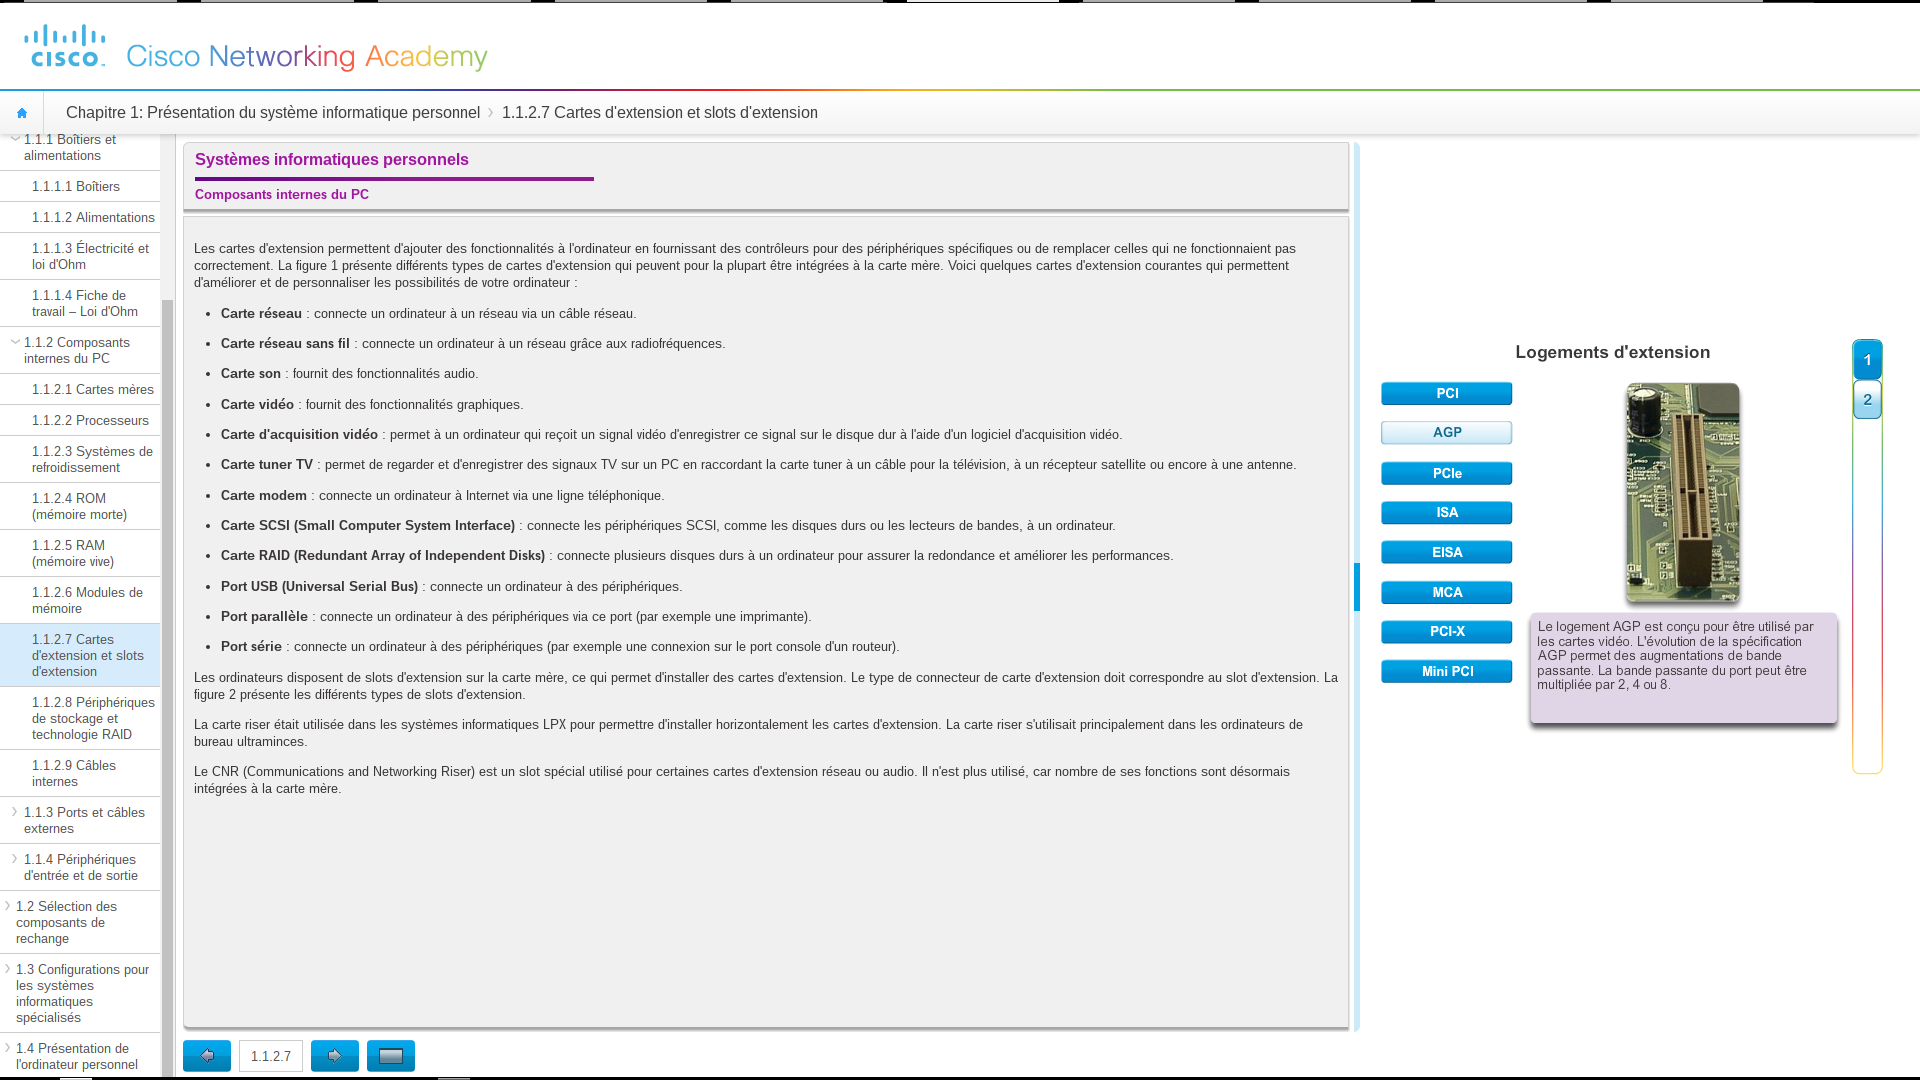 cisco™ Cisco Networking Academy
Chapitre 1: Présentation du système informatique personnel 1.1.2.7 Cartes d'extension et slots d'extension
1.1.1 Boîtiers et
alimentations
1.1.1.1 Boîtiers
1.1.1.2 Alimentations
1.1.1.3 Électricité et
loi d'Ohm
1.1.1.4 Fiche de
travail – Loi d'Ohm
1.1.2 Composants
internes du PC
1.1.2.1 Cartes mères
1.1.2.2 Processeurs
1.1.2.3 Systèmes de
refroidissement
1.1.2.4 ROM
(mémoire morte)
1.1.2.5 RAM
(mémoire vive)
1.1.2.6 Modules de
mémoire
1.1.2.7 Cartes
d'extension et slots
d'extension
1.1.2.8 Périphériques
de stockage et
technologie RAID
1.1.2.9 Câbles
internes
1.1.3 Ports et câbles
externes
1.1.4 Périphériques
d'entrée et de sortie
1.2 Sélection des
composants de
rechange
1.3 Configurations pour
les systèmes
informatiques
spécialisés
1.4 Présentation de
l'ordinateur personnel
Systèmes informatiques personnels
Composants internes du PC
Les cartes d'extension permettent d'ajouter des fonctionnalités à l'ordinateur en fournissant des contrôleurs pour des périphériques spécifiques ou de remplacer celles qui ne fonctionnaient pas
correctement. La figure 1 présente différents types de cartes d'extension qui peuvent pour la plupart être intégrées à la carte mère. Voici quelques cartes d'extension courantes qui permettent
d'améliorer et de personnaliser les possibilités de votre ordinateur :
• Carte réseau : connecte un ordinateur à un réseau via un câble réseau.
• Carte réseau sans fil : connecte un ordinateur à un réseau grâce aux radiofréquences.
• Carte son : fournit des fonctionnalités audio.
• Carte vidéo : fournit des fonctionnalités graphiques.
• Carte d'acquisition vidéo : permet à un ordinateur qui reçoit un signal vidéo d'enregistrer ce signal sur le disque dur à l'aide d'un logiciel d'acquisition vidéo.
• Carte tuner TV : permet de regarder et d'enregistrer des signaux TV sur un PC en raccordant la carte tuner à un câble pour la télévision, à un récepteur satellite ou encore à une antenne.
• Carte modem : connecte un ordinateur à Internet via une ligne téléphonique.
• Carte SCSI (Small Computer System Interface) : connecte les périphériques SCSI, comme les disques durs ou les lecteurs de bandes, à un ordinateur.
• Carte RAID (Redundant Array of Independent Disks) : connecte plusieurs disques durs à un ordinateur pour assurer la redondance et améliorer les performances.
• Port USB (Universal Serial Bus) : connecte un ordinateur à des périphériques.
• Port parallèle : connecte un ordinateur à des périphériques via ce port (par exemple une imprimante).
• Port série : connecte un ordinateur à des périphériques (par exemple une connexion sur le port console d'un routeur).
Les ordinateurs disposent de slots d'extension sur la carte mère, ce qui permet d'installer des cartes d'extension. Le type de connecteur de carte d'extension doit correspondre au slot d'extension. La
figure 2 présente les différents types de slots d'extension.
La carte riser était utilisée dans les systèmes informatiques LPX pour permettre d'installer horizontalement les cartes d'extension. La carte riser s'utilisait principalement dans les ordinateurs de
bureau ultraminces.
Le CNR (Communications and Networking Riser) est un slot spécial utilisé pour certaines cartes d'extension réseau ou audio. Il n'est plus utilisé, car nombre de ses fonctions sont désormais
intégrées à la carte mère.
1.1.2.7
Logements d'extension
PCI
AGP
PCIe
ISA
EISA
MCA
PCI-X
Mini PCI
Le logement AGP est conçu pour être utilisé par
les cartes vidéo. L'évolution de la spécification
AGP permet des augmentations de bande
passante. La bande passante du port peut être
multipliée par 2, 4 ou 8.
1
2